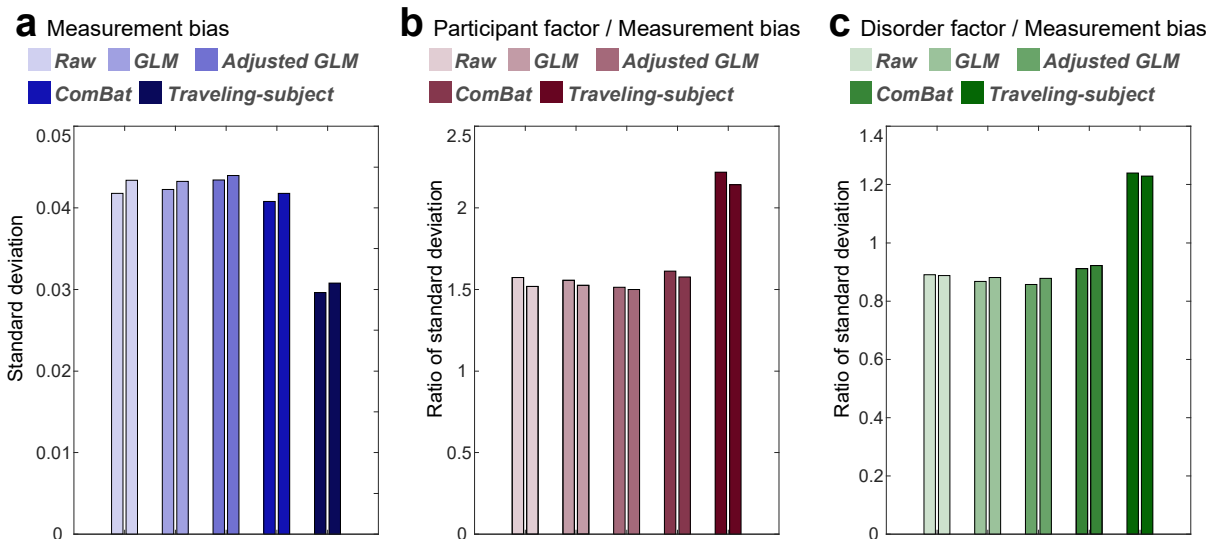 a Measurement bias
Raw GLM Adjusted GLM
ComBat Traveling-subject
0.05
0.04
0.03
0.02
0.01
0
Standard deviation
b Participant factor / Measurement bias
Raw GLM Adjusted GLM
ComBat Traveling-subject
2.5
2
1.5
1
0.5
0
Ratio of standard deviation
c Disorder factor / Measurement bias
Raw GLM Adjusted GLM
ComBat Traveling-subject
1.4
1.2
1
0.8
0.6
0.4
0.2
0
Ratio of standard deviation